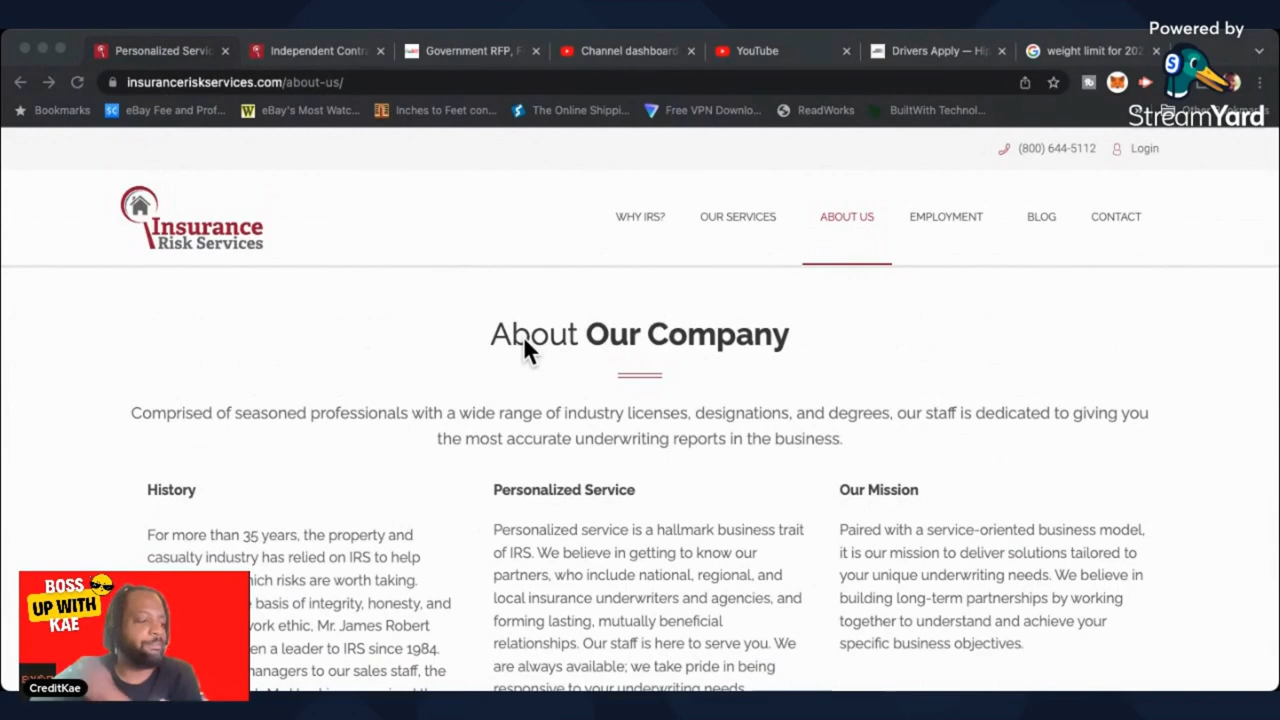 Powered by
StreamYard
Personalized Servic
Independent Contra
Government RFP, F
Channel dashboard
YouTube
Drivers Apply — Hi
weight limit for 202
insuranceriskservices.com/about-us/
Bookmarks
eBay Fee and Prof...
eBay's Most Watc...
Inches to Feet con...
The Online Shippi...
Free VPN Downlo...
ReadWorks
BuiltWith Technol...
(800) 644-5112
Login
Insurance
Risk Services
WHY IRS?
OUR SERVICES
ABOUT US
EMPLOYMENT
BLOG
CONTACT
About Our Company
Comprised of seasoned professionals with a wide range of industry licenses, designations, and degrees, our staff is dedicated to giving you
the most accurate underwriting reports in the business.
History
For more than 35 years, the property and
casualty industry has relied on IRS to help
which risks are worth taking.
basis of integrity, honesty, and
work ethic, Mr. James Robert
en a leader to IRS since 1984.
managers to our sales staff, the
Personalized Service
Personalized service is a hallmark business trait
of IRS. We believe in getting to know our
partners, who include national, regional, and
local insurance underwriters and agencies, and
forming lasting, mutually beneficial
relationships. Our staff is here to serve you. We
are always available; we take pride in being
responsive to your underwriting needs
Our Mission
Paired with a service-oriented business model,
it is our mission to deliver solutions tailored to
your unique underwriting needs. We believe in
building long-term partnerships by working
together to understand and achieve your
specific business objectives.
BOSS
UP WITH
KAE
CreditKae